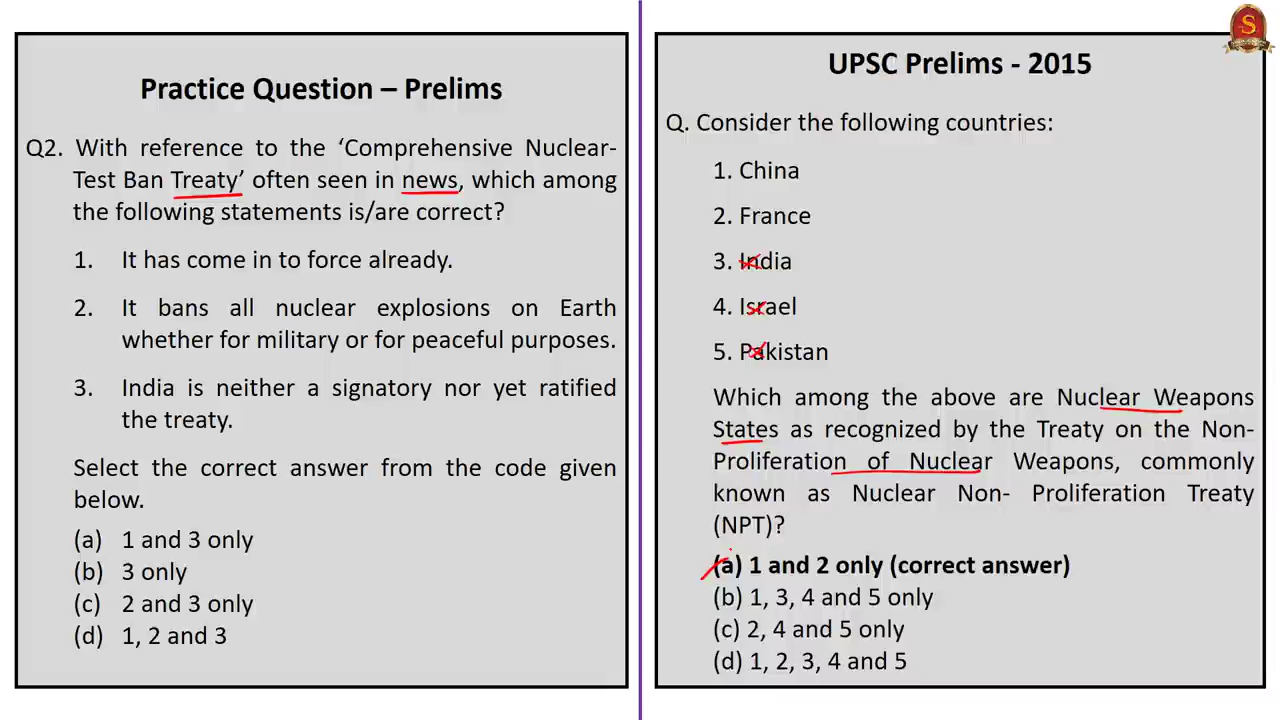 Practice Question – Prelims
Q2. With reference to the ‘Comprehensive Nuclear-
Test Ban Treaty’ often seen in news, which among
the following statements is/are correct?
1. It has come in to force already.
2. It bans all nuclear explosions on Earth
whether for military or for peaceful purposes.
3. India is neither a signatory nor yet ratified
the treaty.
Select the correct answer from the code given
below.
(a) 1 and 3 only
(b) 3 only
(c) 2 and 3 only
(d) 1, 2 and 3
UPSC Prelims - 2015
Q. Consider the following countries:
1. China
2. France
3. India
4. Israel
5. Pakistan
Which among the above are Nuclear Weapons
States as recognized by the Treaty on the Non-
Proliferation of Nuclear Weapons, commonly
known as Nuclear Non- Proliferation Treaty
(NPT)?
(a) 1 and 2 only (correct answer)
(b) 1, 3, 4 and 5 only
(c) 2, 4 and 5 only
(d) 1, 2, 3, 4 and 5
S